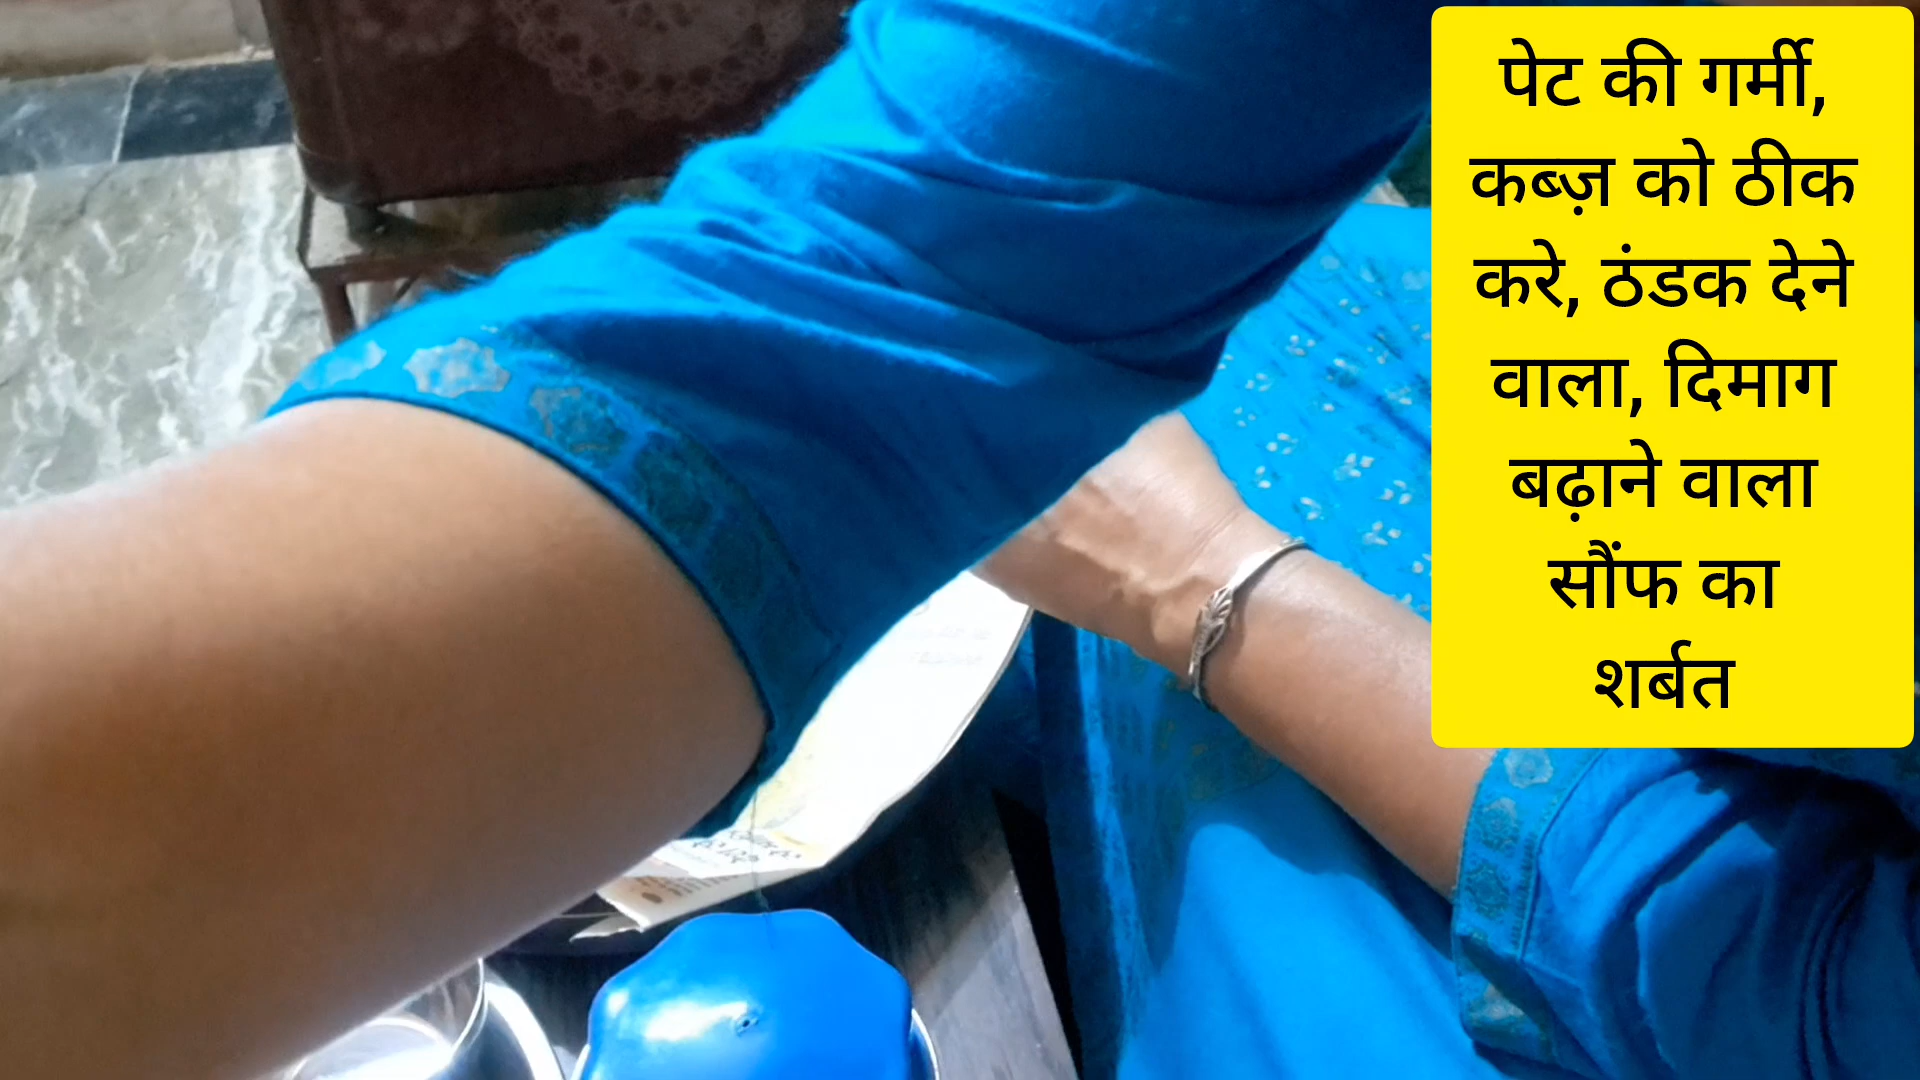 पेट की गर्मी,
कब्ज़ को ठीक
करे, ठंडक देने
वाला, दिमाग
बढ़ाने वाला
सौंफ का
शर्बत